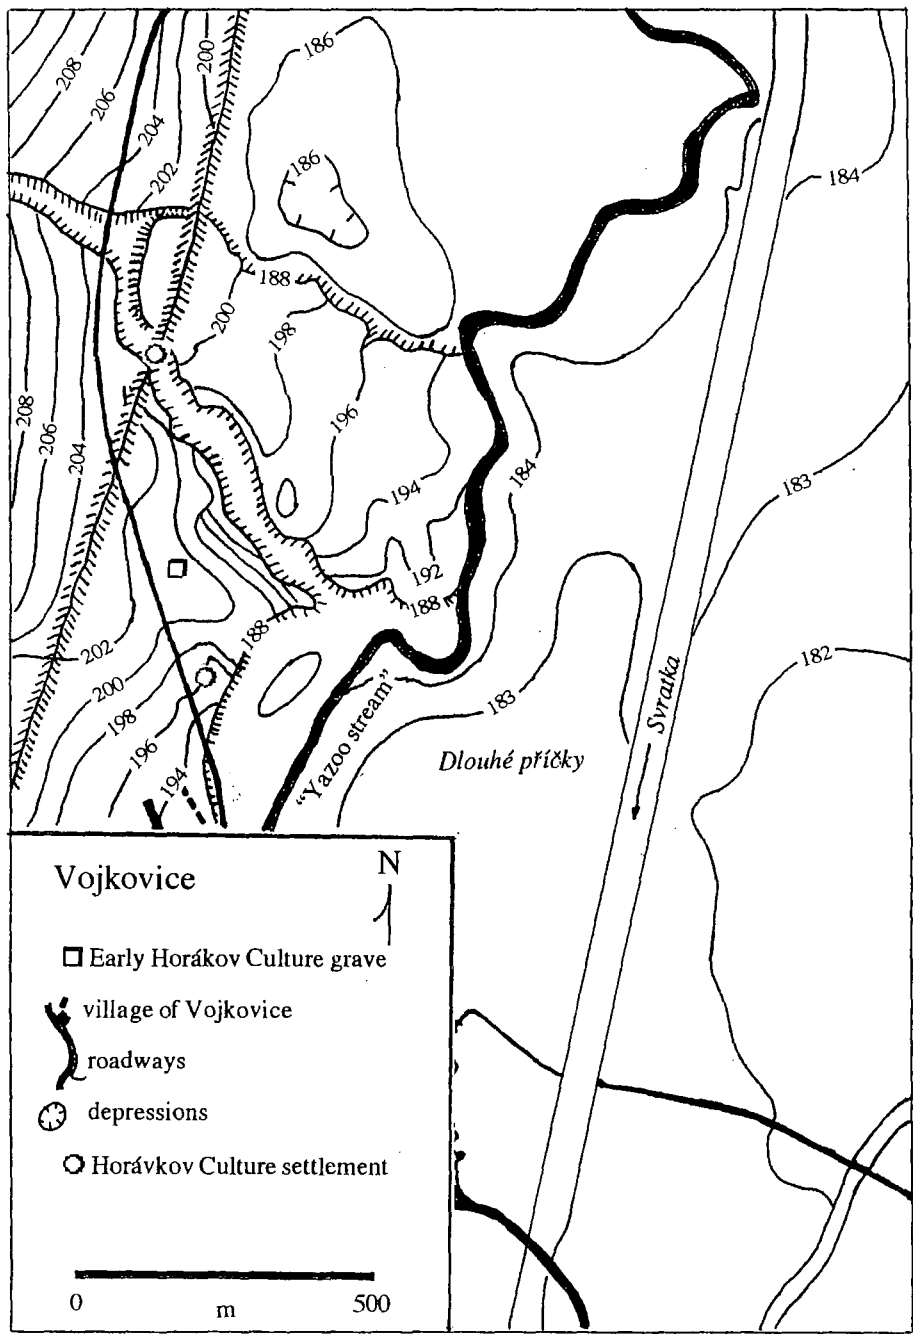 186
200
208
206
204
202
186
184
188
200
198
208
206
204
196
184
194
183
192
188
188
202
200
198
196
194
183
182
Svratka
"Yazoo stream"
Dlouhé příčky
Vojkovice
N
Early Horákov Culture grave
village of Vojkovice
roadways
depressions
Horávkov Culture settlement
0 m 500